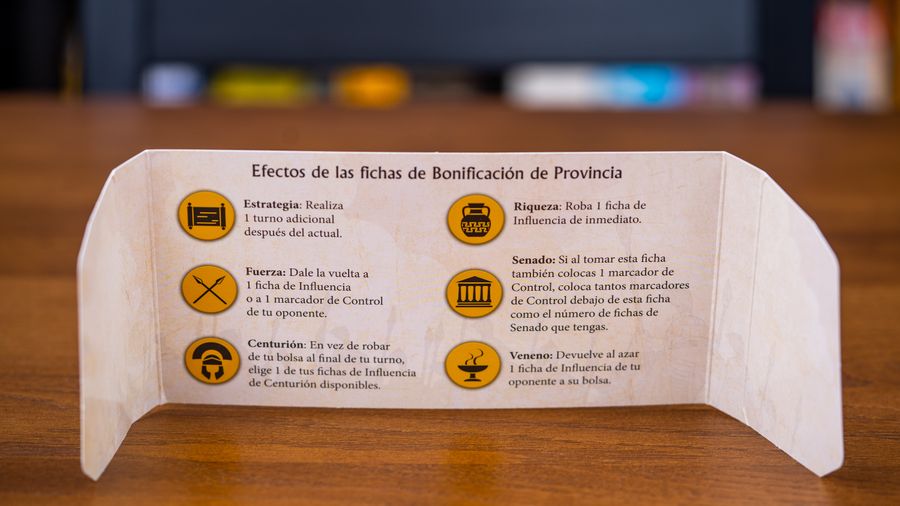 Efectos de las fichas de Bonificación de Provincia
Estrategia: Realiza
1 turno adicional
después del actual.
Fuerza: Dale la vuelta a
1 ficha de Influencia
o a 1 marcador de Control
de tu oponente.
Centurión: En vez de robar
de tu bolsa al final de tu turno,
elige 1 de tus fichas de Influencia
de Centurión disponibles.
Riqueza: Roba 1 ficha de
Influencia de inmediato.
Senado: Si al tomar esta ficha
también colocas 1 marcador de
Control, coloca tantos marcadores
de Control debajo de esta ficha
como el número de fichas de
Senado que tengas.
Veneno: Devuelve al azar
1 ficha de Influencia de tu
oponente a su bolsa.